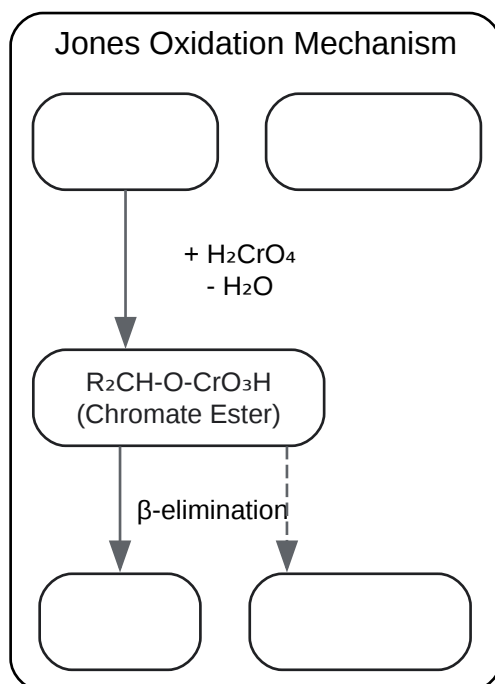 Jones Oxidation Mechanism
+ H₂CrO₄
- H₂O
R₂CH-O-CrO₃H
(Chromate Ester)
β-elimination